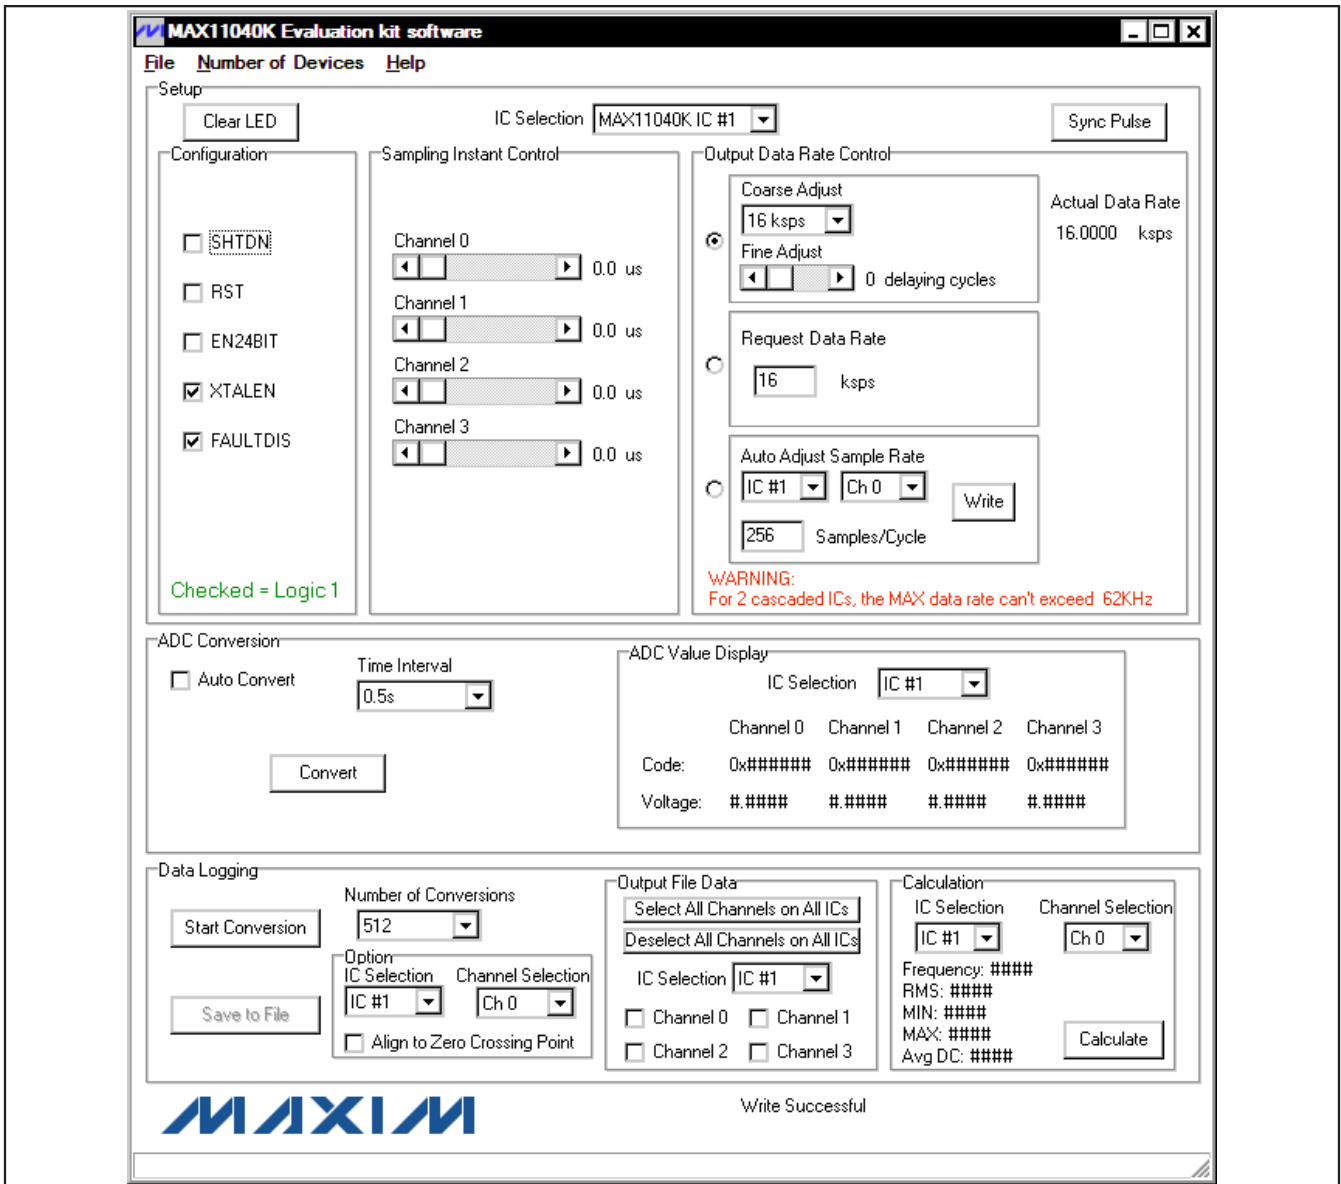 MAX11040K Evaluation kit software
File Number of Devices Help
Setup
Clear LED
IC Selection MAX11040K IC #1
Sync Pulse
Configuration
SHTDN
RST
EN24BIT
XTALEN
FAULTDIS
Checked = Logic 1
Sampling Instant Control
Channel 0
0.0 us
Channel 1
0.0 us
Channel 2
0.0 us
Channel 3
0.0 us
Output Data Rate Control
Coarse Adjust
16 ksps
Fine Adjust
0 delaying cycles
Actual Data Rate
16.0000 ksps
Request Data Rate
16 ksps
Auto Adjust Sample Rate
IC #1 Ch 0
Write
256 Samples/Cycle
WARNING:
For 2 cascaded ICs, the MAX data rate can't exceed 62KHz
ADC Conversion
Auto Convert
Time Interval
0.5s
Convert
ADC Value Display
IC Selection IC #1
Channel 0 Channel 1 Channel 2 Channel 3
Code: 0x###### 0x###### 0x###### 0x######
Voltage: #.#### #.#### #.#### #.####
Data Logging
Start Conversion
Save to File
Number of Conversions
512
Option
IC Selection Channel Selection
IC #1 Ch 0
Align to Zero Crossing Point
Output File Data
Select All Channels on All ICs
Deselect All Channels on All ICs
IC Selection IC #1
Channel 0 Channel 1
Channel 2 Channel 3
Calculation
IC Selection Channel Selection
IC #1 Ch 0
Frequency: ####
RMS: ####
MIN: ####
MAX: ####
Avg DC: ####
Calculate
MAXIM
Write Successful